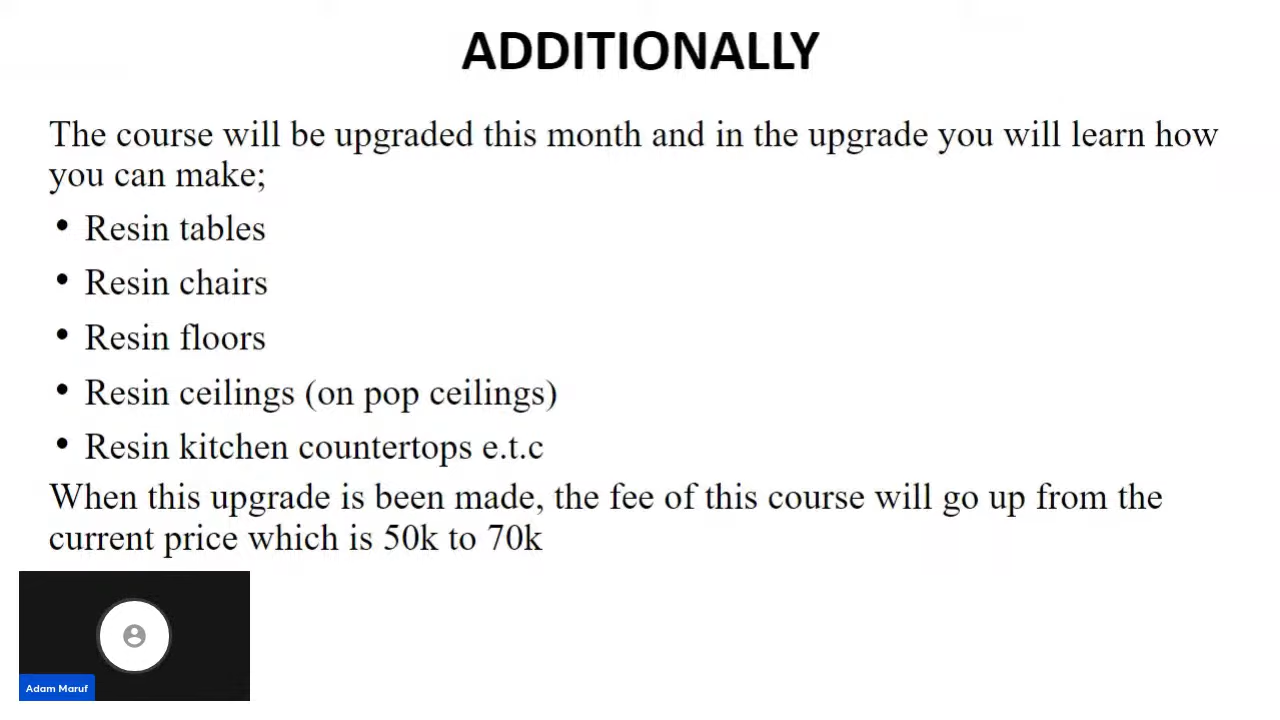 ADDITIONALLY
The course will be upgraded this month and in the upgrade you will learn how
you can make;
• Resin tables
• Resin chairs
• Resin floors
• Resin ceilings (on pop ceilings)
• Resin kitchen countertops e.t.c
When this upgrade is been made, the fee of this course will go up from the
current price which is 50k to 70k
Adam Maruf